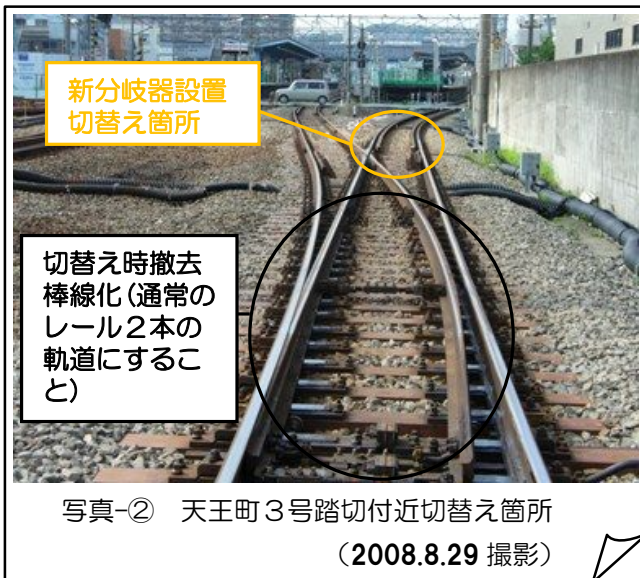 新分岐器設置
切替え箇所
切替え時撤去
棒線化(通常の
レール2本の
軌道にするこ
と)
写真-② 天王町3号踏切付近切替え箇所
(2008.8.29 撮影)